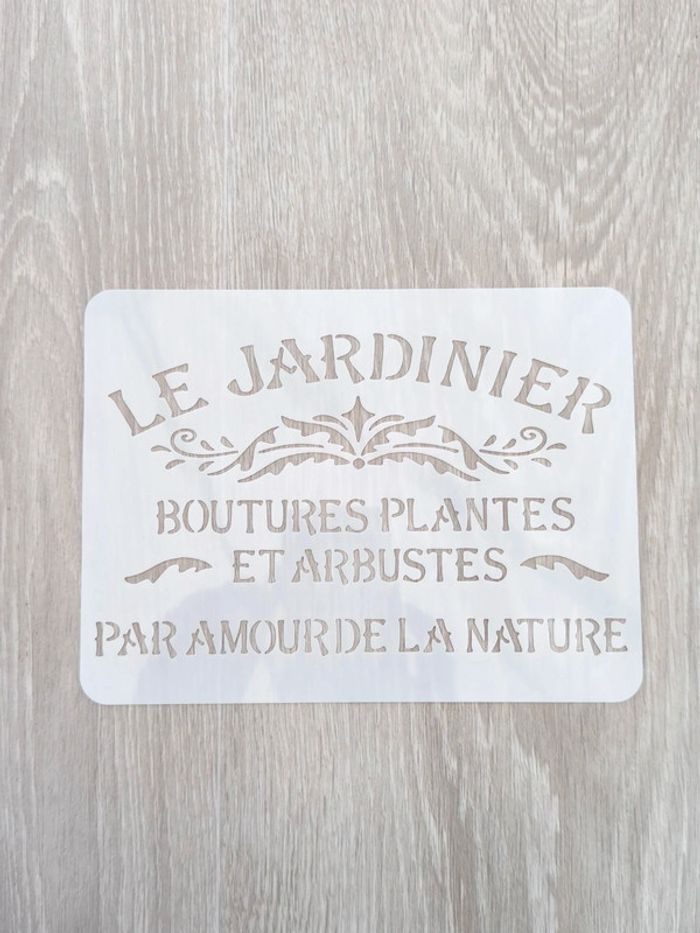 LE JARDINIER
BOUTURES PLANTES
ET ARBUSTES
PAR AMOUR DE LA NATURE